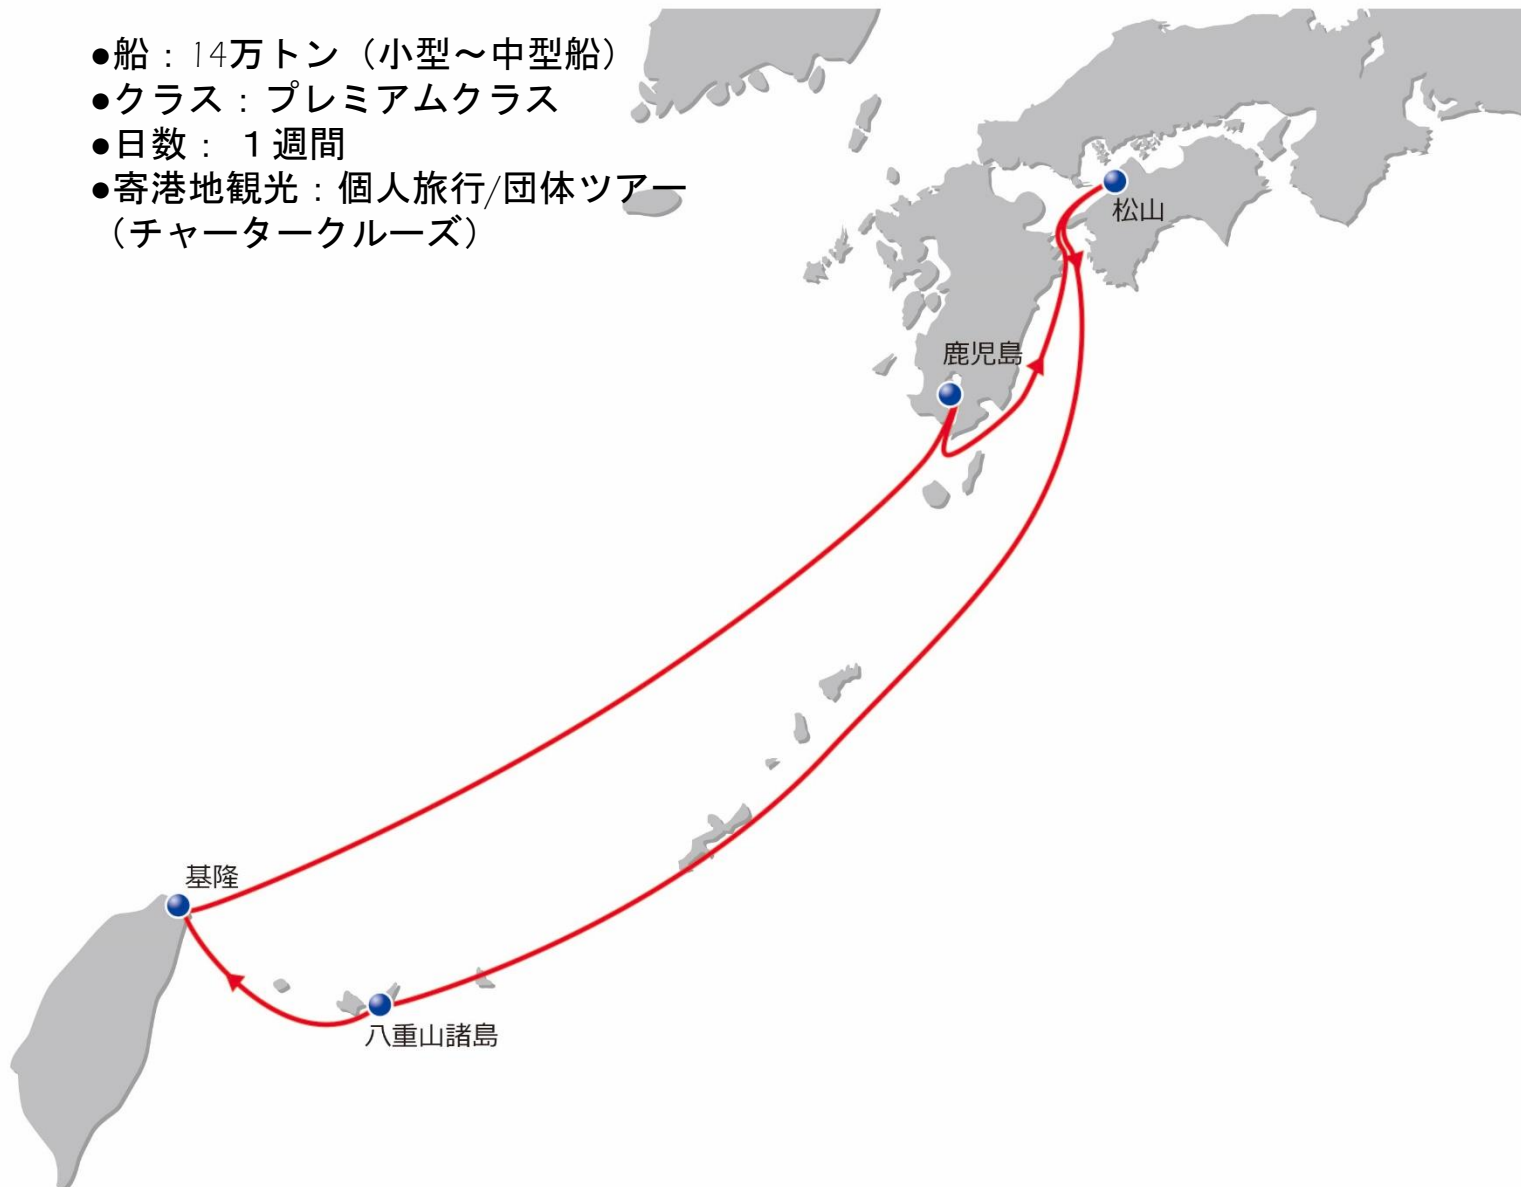 ●船：14万トン（小型～中型船）
●クラス：プレミアムクラス
●日数： １週間
●寄港地観光：個人旅行/団体ツアー
（チャータークルーズ）
松山
鹿児島
基隆
八重山諸島